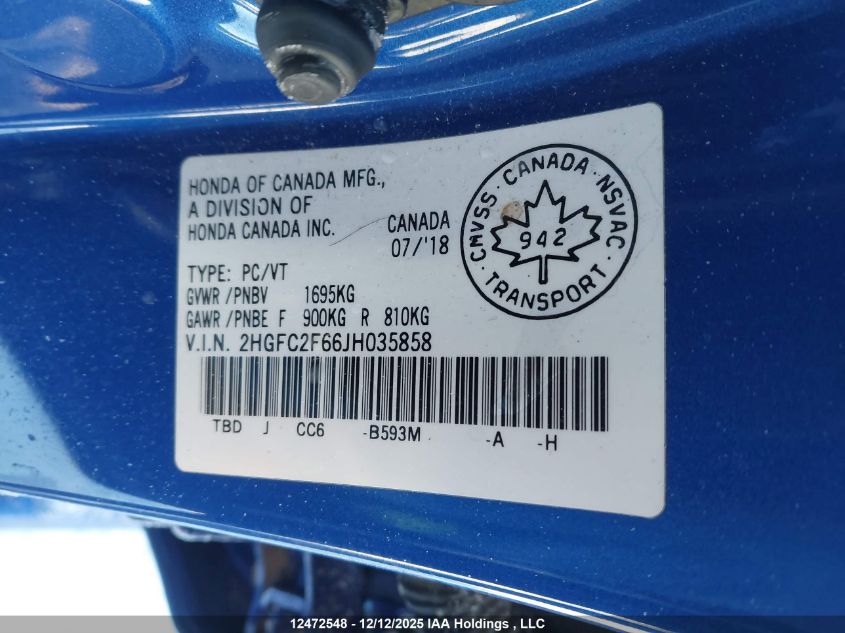 HONDA OF CANADA MFG.,
A DIVISION OF
HONDA CANADA INC.
CANADA
07/'18
CMVSS · CANADA · NSVAC · TRANSPORT ·
942
TYPE: PC/VT
GVWR /PNBV 1695KG
GAWR /PNBE F 900KG R 810KG
V.I.N. 2HGFC2F66JH035858
TBD J CC6 -B593M -A -H
12472548 - 12/12/2025 IAA Holdings , LLC